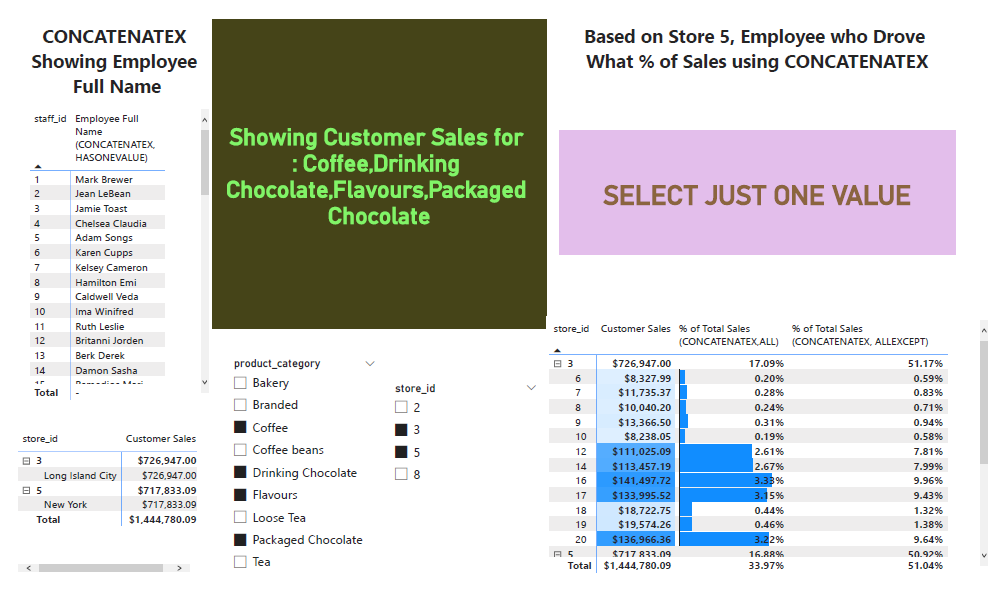 CONCATENATEX
Showing Employee
Full Name
staff_id Employee Full
Name
(CONCATENATEX,
HASONEVALUE)
1 Mark Brewer
2 Jean LeBean
3 Jamie Toast
4 Chelsea Claudia
5 Adam Songs
6 Karen Cupps
7 Kelsey Cameron
8 Hamilton Emi
9 Caldwell Veda
10 Ima Winifred
11 Ruth Leslie
12 Britanni Jorden
13 Berk Derek
14 Damon Sasha
Total -
store_id Customer Sales
3 $726,947.00
Long Island City $726,947.00
5 $717,833.09
New York $717,833.09
Total $1,444,780.09
Showing Customer Sales for
: Coffee,Drinking
Chocolate,Flavours,Packaged
Chocolate
product_category
Bakery
Branded
Coffee
Coffee beans
Drinking Chocolate
Flavours
Loose Tea
Packaged Chocolate
Tea
store_id
2
3
5
8
Based on Store 5, Employee who Drove
What % of Sales using CONCATENATEX
SELECT JUST ONE VALUE
store_id Customer Sales % of Total Sales % of Total Sales
(CONCATENATEX,ALL) (CONCATENATEX, ALLEXCEPT)
3 $726,947.00 17.09% 51.17%
6 $8,327.99 0.20% 0.59%
7 $11,735.37 0.28% 0.83%
8 $10,040.20 0.24% 0.71%
9 $13,366.50 0.31% 0.94%
10 $8,238.05 0.19% 0.58%
12 $111,025.09 2.61% 7.81%
14 $113,457.19 2.67% 7.99%
16 $141,497.72 3.33% 9.96%
17 $133,995.52 3.15% 9.43%
18 $18,722.75 0.44% 1.32%
19 $19,574.26 0.46% 1.38%
20 $136,966.36 3.22% 9.64%
5 $717,833.09 16.88% 50.92%
Total $1,444,780.09 33.97% 51.04%